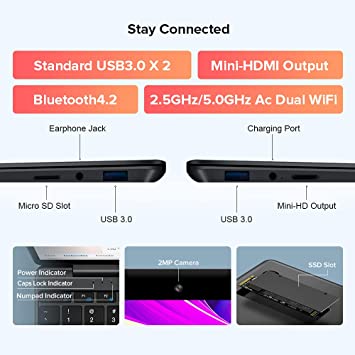 Stay Connected
Standard USB3.0 X 2
Mini-HDMI Output
Bluetooth4.2
2.5GHz/5.0GHz Ac Dual WiFi
Earphone Jack
Charging Port
Micro SD Slot
USB 3.0
USB 3.0
Mini-HD Output
Power Indicator
Caps Lock Indicator
Numpad Indicator
2MP Camera
SSD Slot